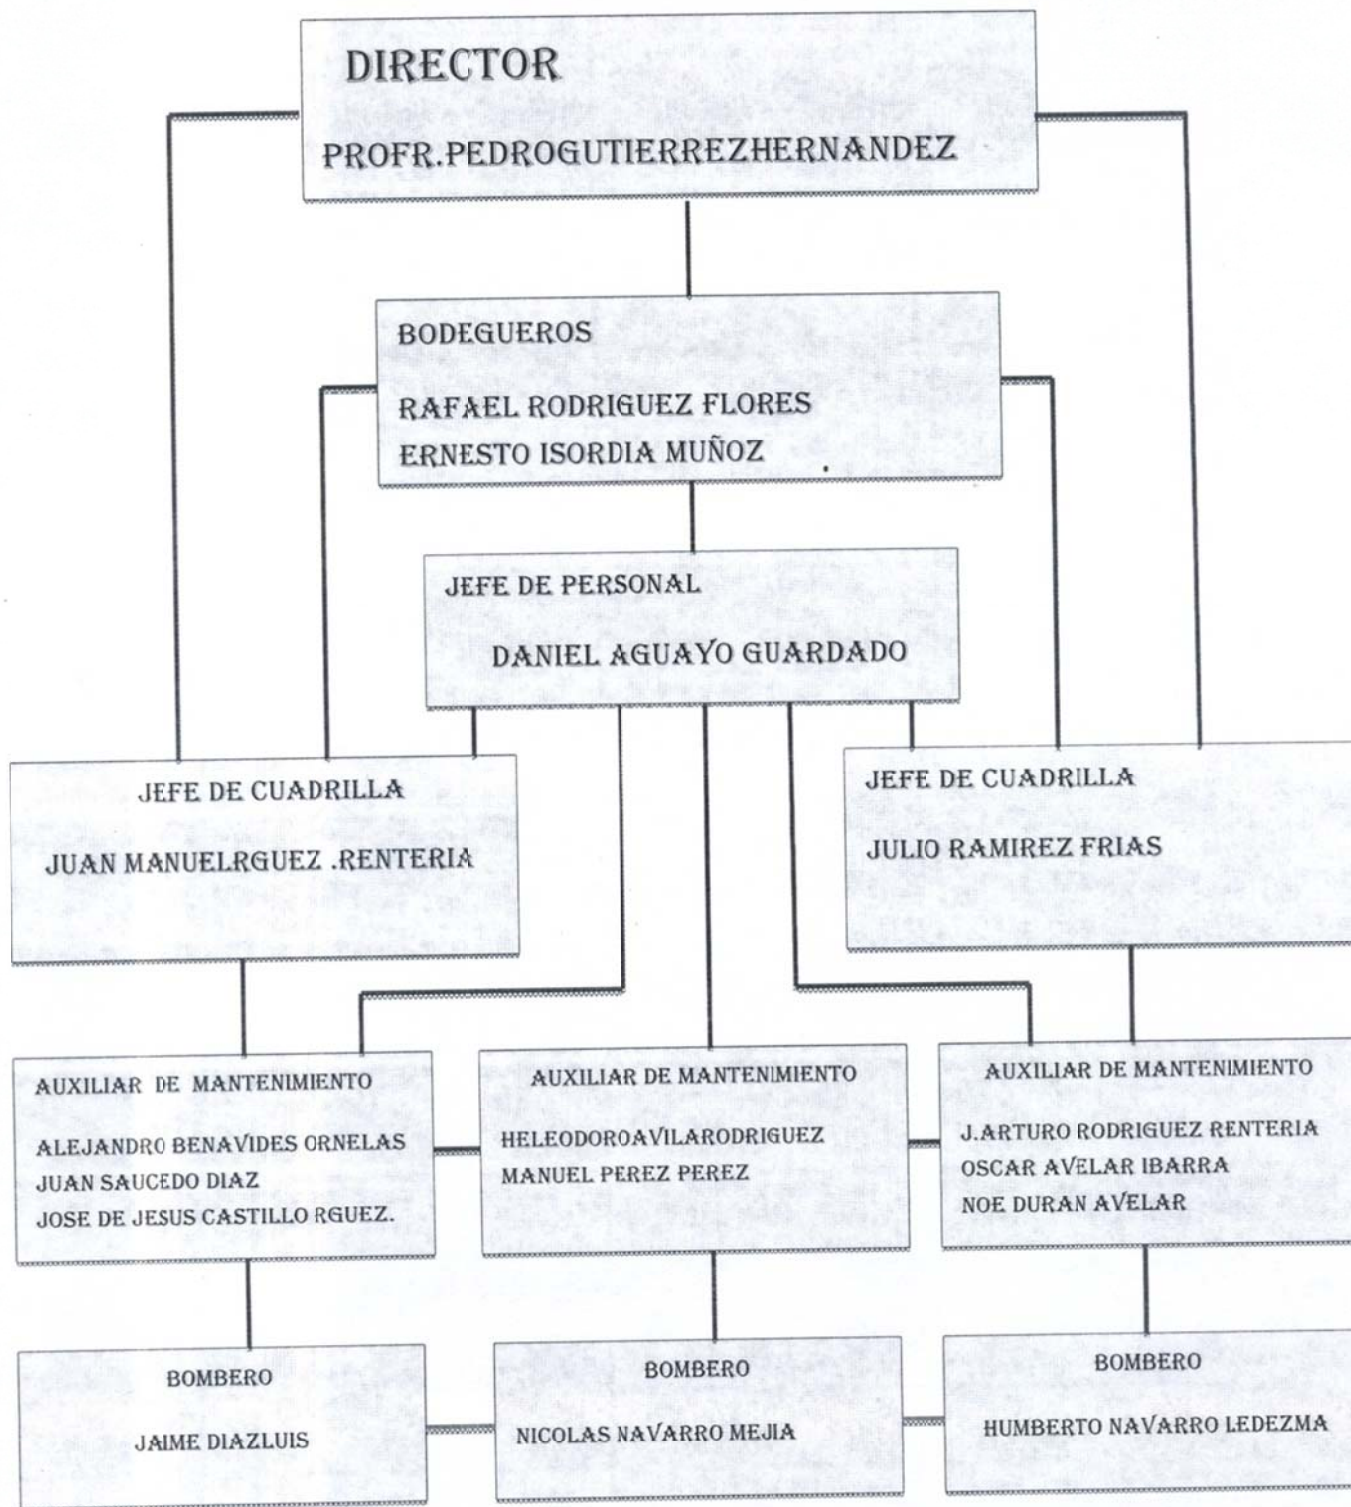 DIRECTOR
PROFR.PEDROGUTIERREZHERNANDEZ
BODEGUEROS
RAFAEL RODRIGUEZ FLORES
ERNESTO ISORDIA MUÑOZ
JEFE DE PERSONAL
DANIEL AGUAYO GUARDADO
JEFE DE CUADRILLA
JUAN MANUELRGUEZ .RENTERIA
JEFE DE CUADRILLA
JULIO RAMIREZ FRIAS
AUXILIAR DE MANTENIMIENTO
ALEJANDRO BENAVIDES ORNELAS
JUAN SAUCEDO DIAZ
JOSE DE JESUS CASTILLO RGUEZ.
AUXILIAR DE MANTENIMIENTO
HELEODOROAVILARODRIGUEZ
MANUEL PEREZ PEREZ
AUXILIAR DE MANTENIMIENTO
J.ARTURO RODRIGUEZ RENTERIA
OSCAR AVELAR IBARRA
NOE DURAN AVELAR
BOMBERO
JAIME DIAZLUIS
BOMBERO
NICOLAS NAVARRO MEJIA
BOMBERO
HUMBERTO NAVARRO LEDEZMA